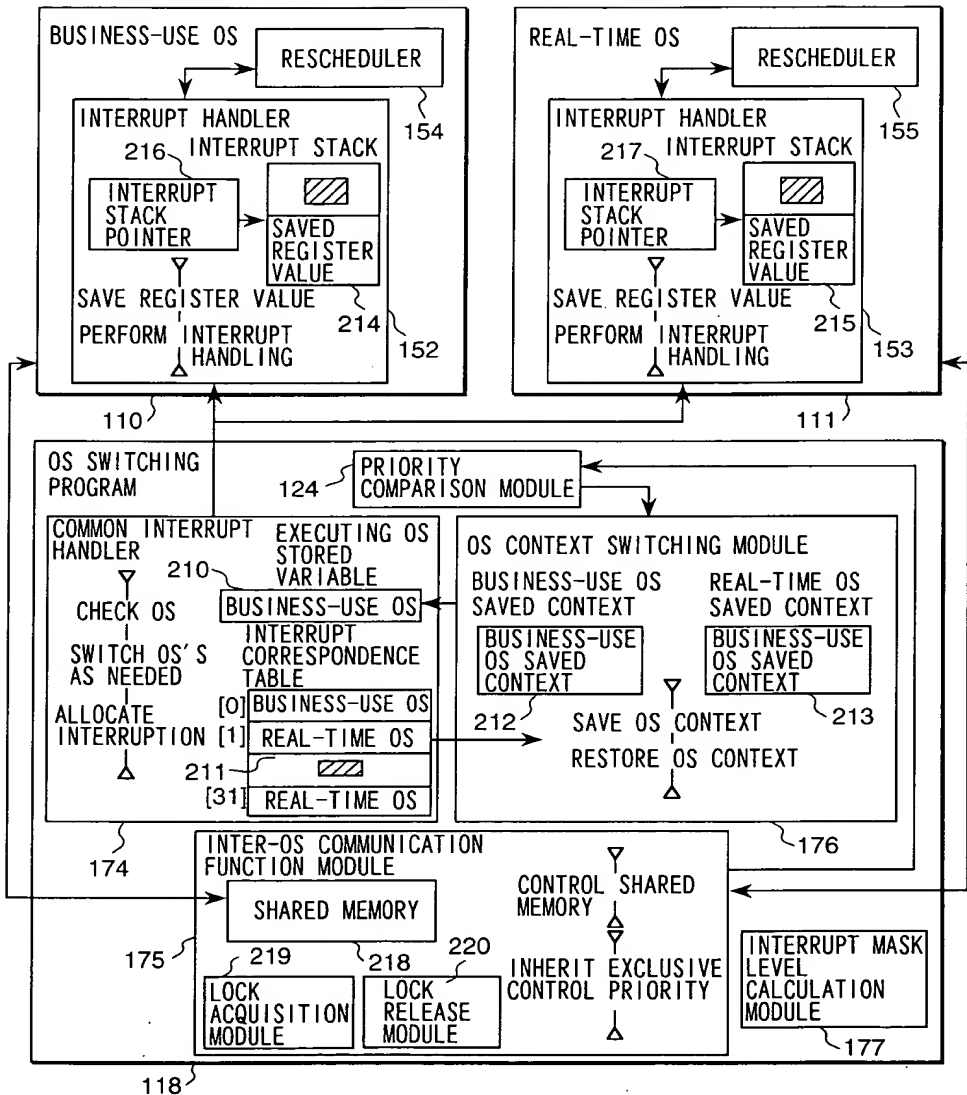 BUSINESS-USE OS
RESCHEDULER
154
INTERRUPT HANDLER
216
INTERRUPT STACK
INTERRUPT
STACK
POINTER
SAVED
REGISTER
VALUE
SAVE REGISTER VALUE
214
PERFORM INTERRUPT
HANDLING
152
110
REAL-TIME OS
RESCHEDULER
155
INTERRUPT HANDLER
217
INTERRUPT STACK
INTERRUPT
STACK
POINTER
SAVED
REGISTER
VALUE
SAVE REGISTER VALUE
215
PERFORM INTERRUPT
HANDLING
153
111
OS SWITCHING
PROGRAM
124
PRIORITY
COMPARISON MODULE
COMMON INTERRUPT
HANDLER
EXECUTING OS
STORED
VARIABLE
210
BUSINESS-USE OS
CHECK OS
INTERRUPT
CORRESPONDENCE
TABLE
SWITCH OS'S
AS NEEDED
[0] BUSINESS-USE OS
ALLOCATE
INTERRUPTION
[1] REAL-TIME OS
211
[31] REAL-TIME OS
174
OS CONTEXT SWITCHING MODULE
BUSINESS-USE OS
SAVED CONTEXT
REAL-TIME OS
SAVED CONTEXT
BUSINESS-USE
OS SAVED
CONTEXT
BUSINESS-USE
OS SAVED
CONTEXT
212
213
SAVE OS CONTEXT
RESTORE OS CONTEXT
176
INTER-OS COMMUNICATION
FUNCTION MODULE
SHARED MEMORY
CONTROL SHARED
MEMORY
175
219
218
220
INHERIT EXCLUSIVE
CONTROL PRIORITY
LOCK
ACQUISITION
MODULE
LOCK
RELEASE
MODULE
INTERRUPT MASK
LEVEL
CALCULATION
MODULE
177
118